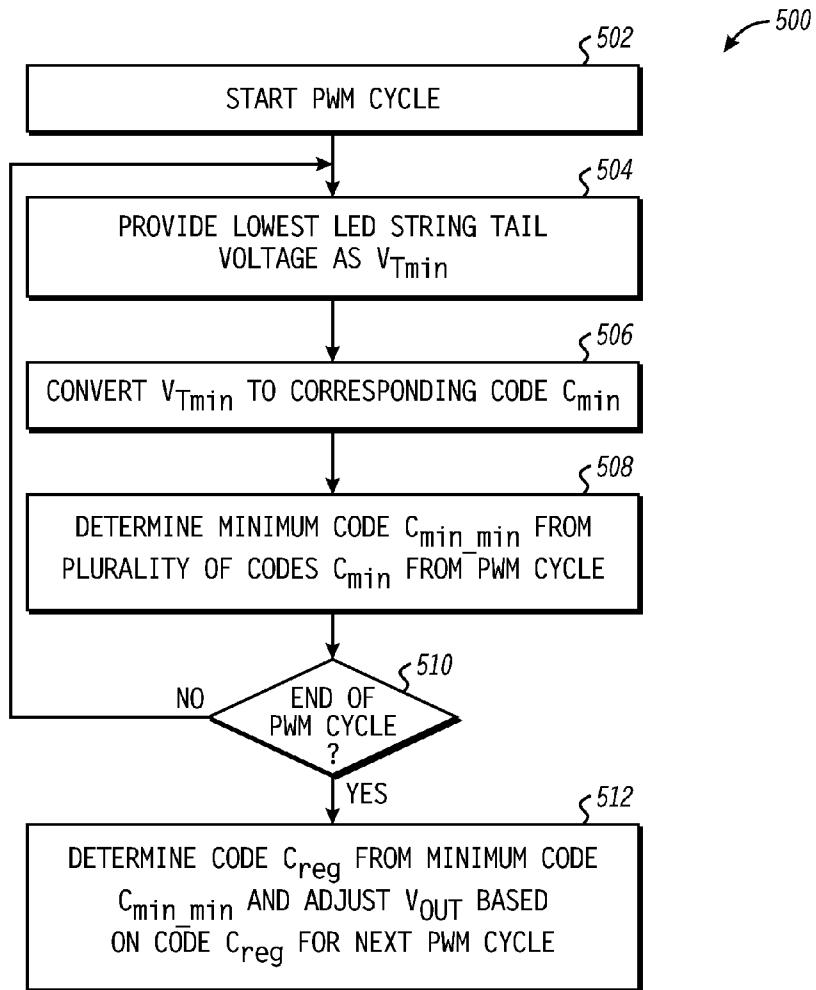 500
502
START PWM CYCLE
504
PROVIDE LOWEST LED STRING TAIL
VOLTAGE AS VTmin
506
CONVERT VTmin TO CORRESPONDING CODE Cmin
508
DETERMINE MINIMUM CODE Cmin_min FROM
PLURALITY OF CODES Cmin FROM PWM CYCLE
510
NO
END OF
PWM CYCLE
?
YES
512
DETERMINE CODE Creg FROM MINIMUM CODE
Cmin_min AND ADJUST VOUT BASED
ON CODE Creg FOR NEXT PWM CYCLE